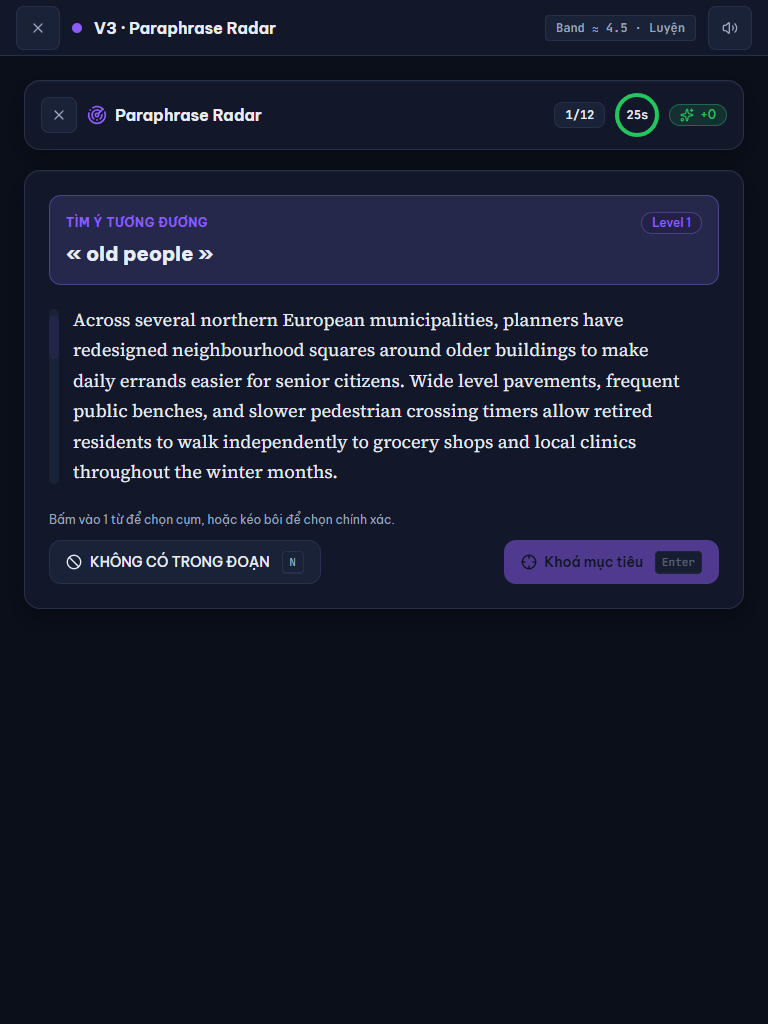 V3 · Paraphrase Radar
Band ≈ 4.5 · Luyện
Paraphrase Radar
1/12
25s
+0
TÌM Ý TƯƠNG ĐƯƠNG
Level 1
« old people »
Across several northern European municipalities, planners have
redesigned neighbourhood squares around older buildings to make
daily errands easier for senior citizens. Wide level pavements, frequent
public benches, and slower pedestrian crossing timers allow retired
residents to walk independently to grocery shops and local clinics
throughout the winter months.
Bấm vào 1 từ để chọn cụm, hoặc kéo bôi để chọn chính xác.
KHÔNG CÓ TRONG ĐOẠN N
Khoá mục tiêu Enter